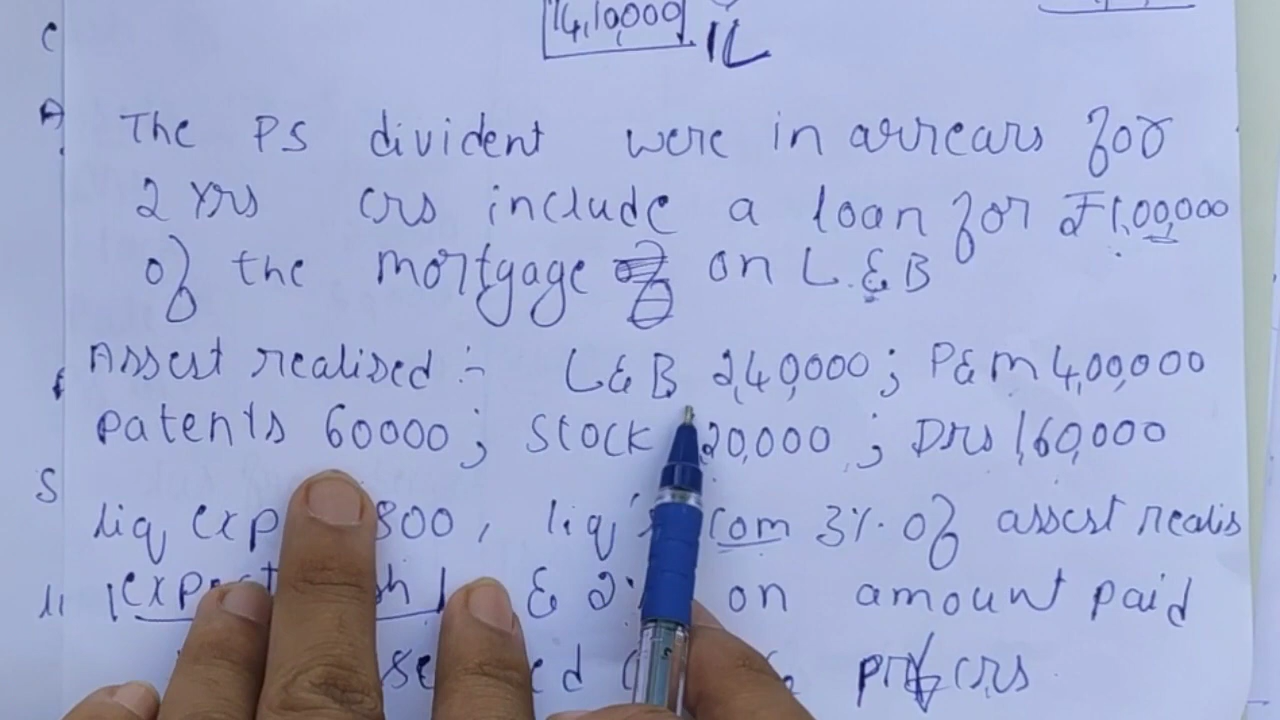 14,10,000 IL
The PS divident were in arrears for
2 Yrs crs include a loan for ₹1,00,000
of the mortgage on L&B
Assest realised :- L&B 2,40,000; P&M 4,00,000
Patents 60000; Stock 20,000; Drs 1,60,000
liq exp 800, liq's com 3%. of assest realis
& 2% on amount paid
crs